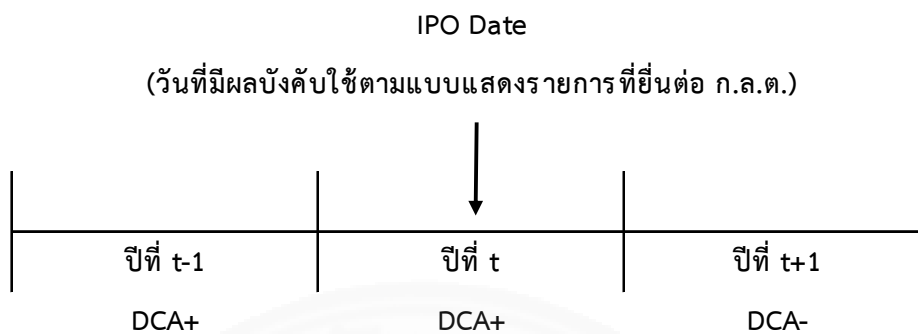 IPO Date
(วันที่มีผลบังคับใช้ตามแบบแสดงรายการที่ยื่นต่อ ก.ล.ต.)
ปีที่ t-1 ปีที่ t ปีที่ t+1
DCA+ DCA+ DCA-